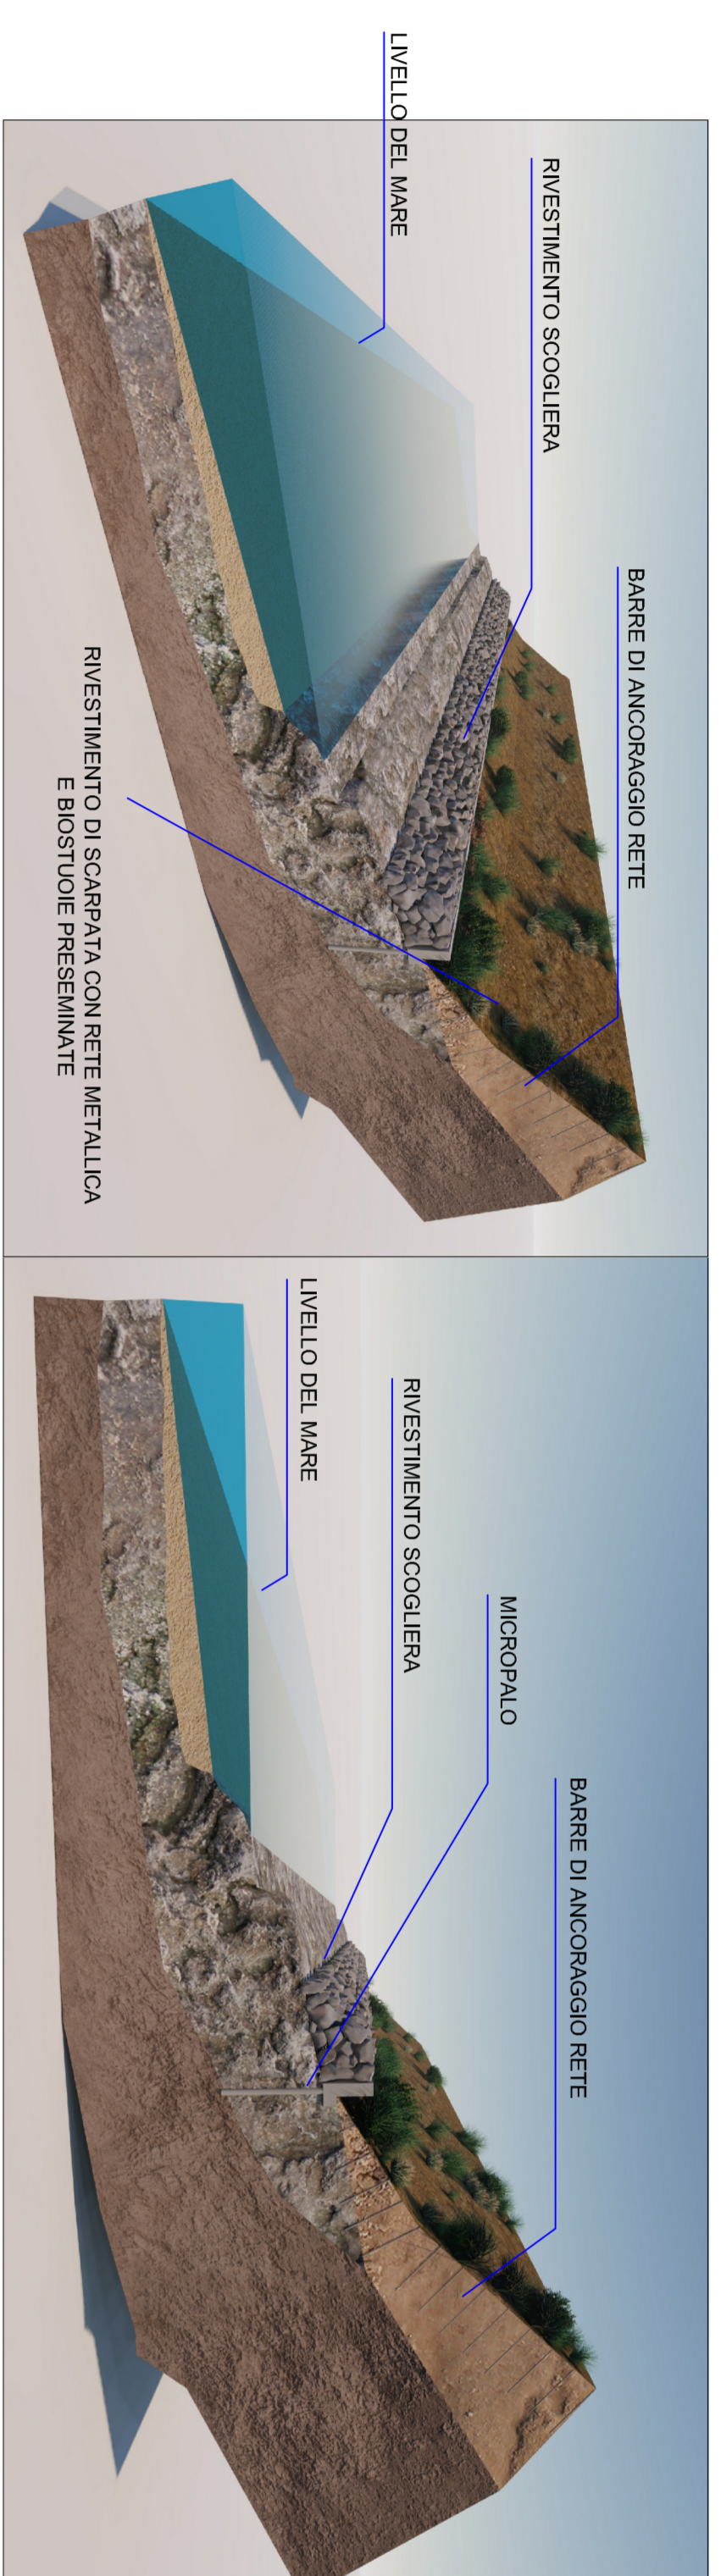 LIVELLO DEL MARE
RIVESTIMENTO SCOGLIERA
BARRE DI ANCORAGGIO RETE
RIVESTIMENTO DI SCARPATA CON RETE METALLICA
E BIOSTUOIE PRESEMINATE
LIVELLO DEL MARE
RIVESTIMENTO SCOGLIERA
MICROPALO
BARRE DI ANCORAGGIO RETE